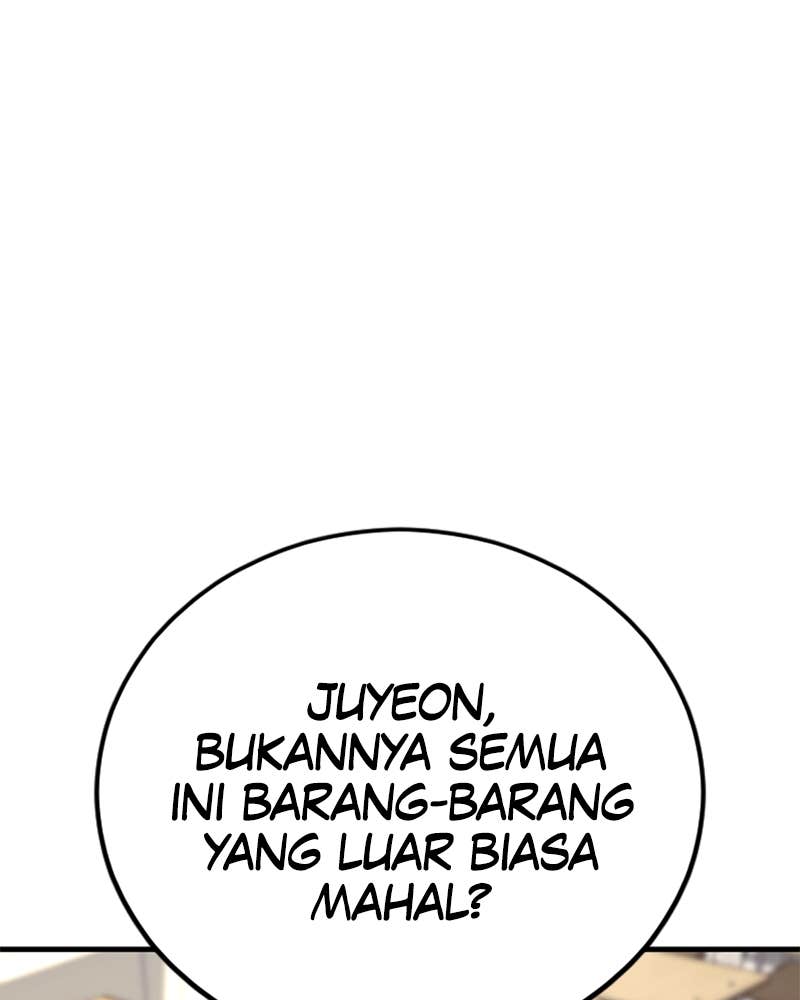 JUYEON,
BUKANNYA SEMUA
INI BARANG-BARANG
YANG LUAR BIASA
MAHAL?